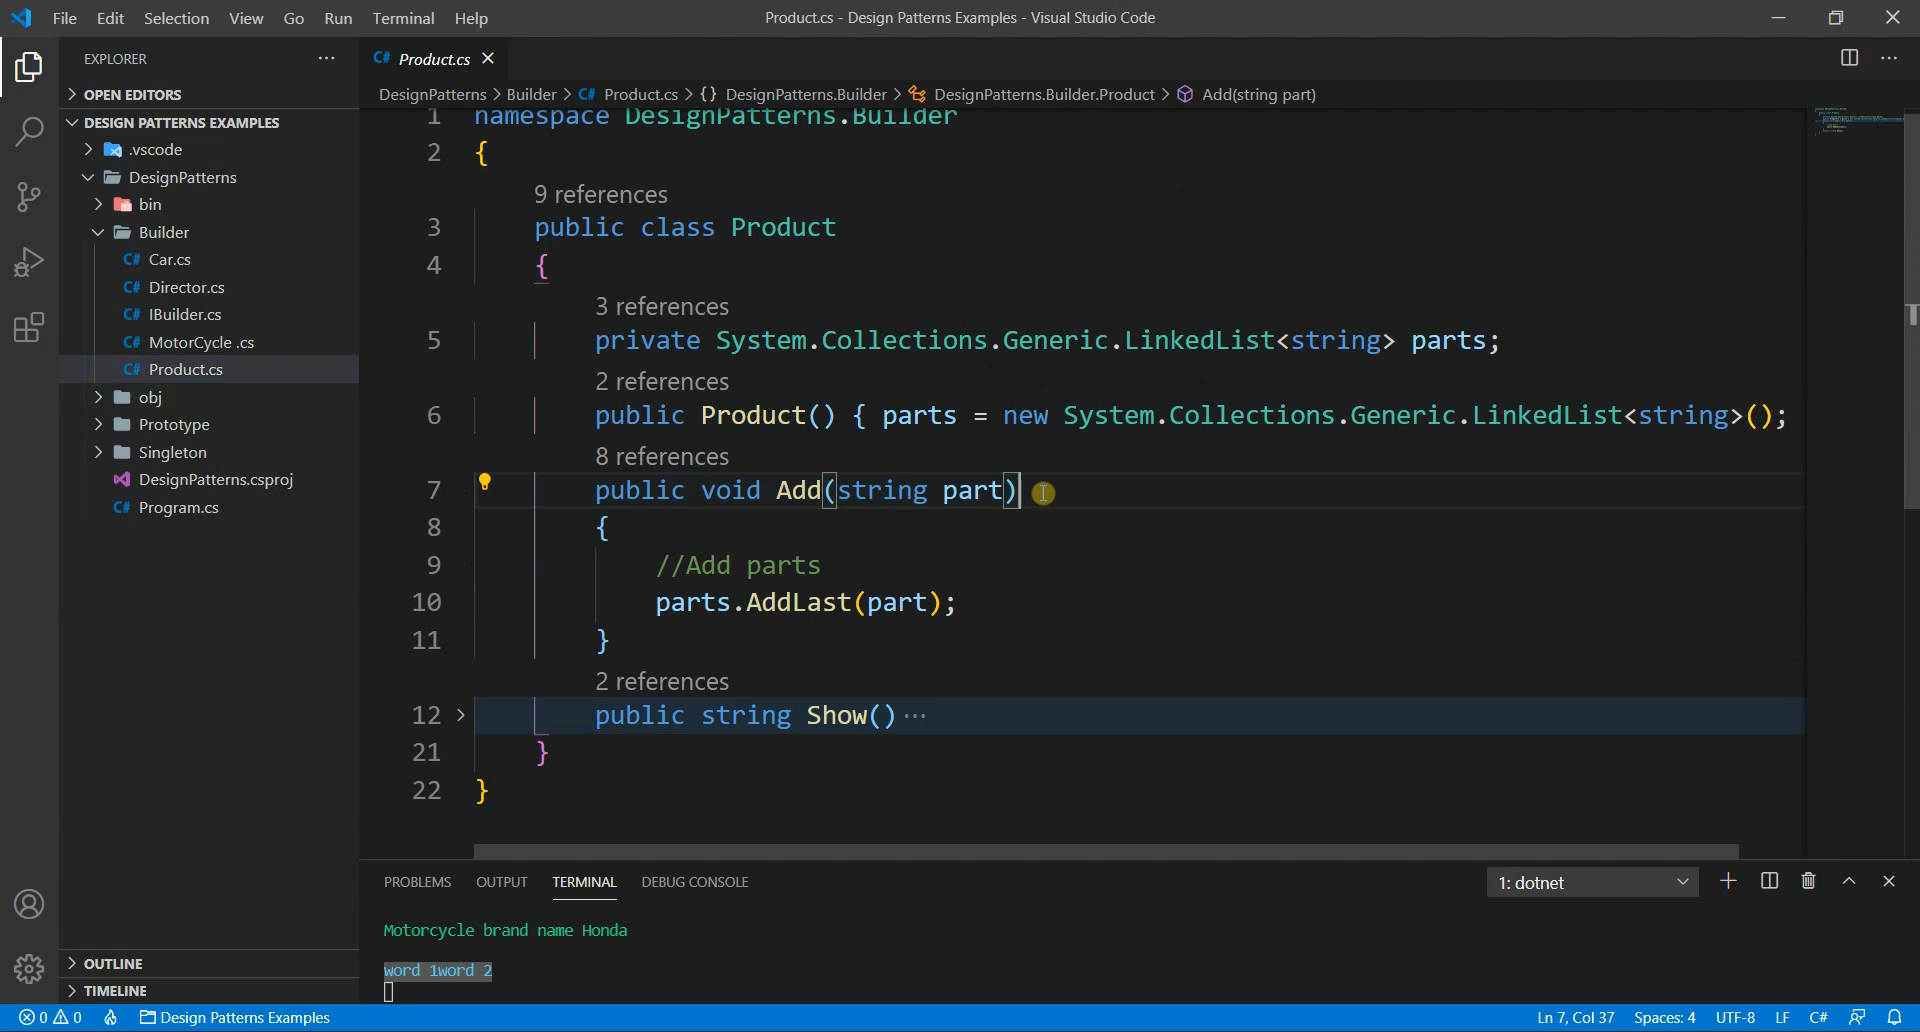 File Edit Selection View Go Run Terminal Help
Product.cs - Design Patterns Examples - Visual Studio Code
EXPLORER
OPEN EDITORS
DESIGN PATTERNS EXAMPLES
.vscode
DesignPatterns
bin
Builder
C# Car.cs
C# Director.cs
C# IBuilder.cs
C# MotorCycle .cs
C# Product.cs
obj
Prototype
Singleton
DesignPatterns.csproj
C# Program.cs
OUTLINE
TIMELINE
C# Product.cs
DesignPatterns > Builder > C# Product.cs > {} DesignPatterns.Builder > DesignPatterns.Builder.Product > Add(string part)
1 namespace DesignPatterns.Builder
2 {
9 references
3 public class Product
4 {
3 references
5 private System.Collections.Generic.LinkedList<string> parts;
2 references
6 public Product() { parts = new System.Collections.Generic.LinkedList<string>();
8 references
7 public void Add(string part)
8 {
9 //Add parts
10 parts.AddLast(part);
11 }
2 references
12 public string Show()...
21 }
22 }
PROBLEMS OUTPUT TERMINAL DEBUG CONSOLE
1: dotnet
Motorcycle brand name Honda
word 1word 2
0 0 Design Patterns Examples
Ln 7, Col 37 Spaces: 4 UTF-8 LF C#